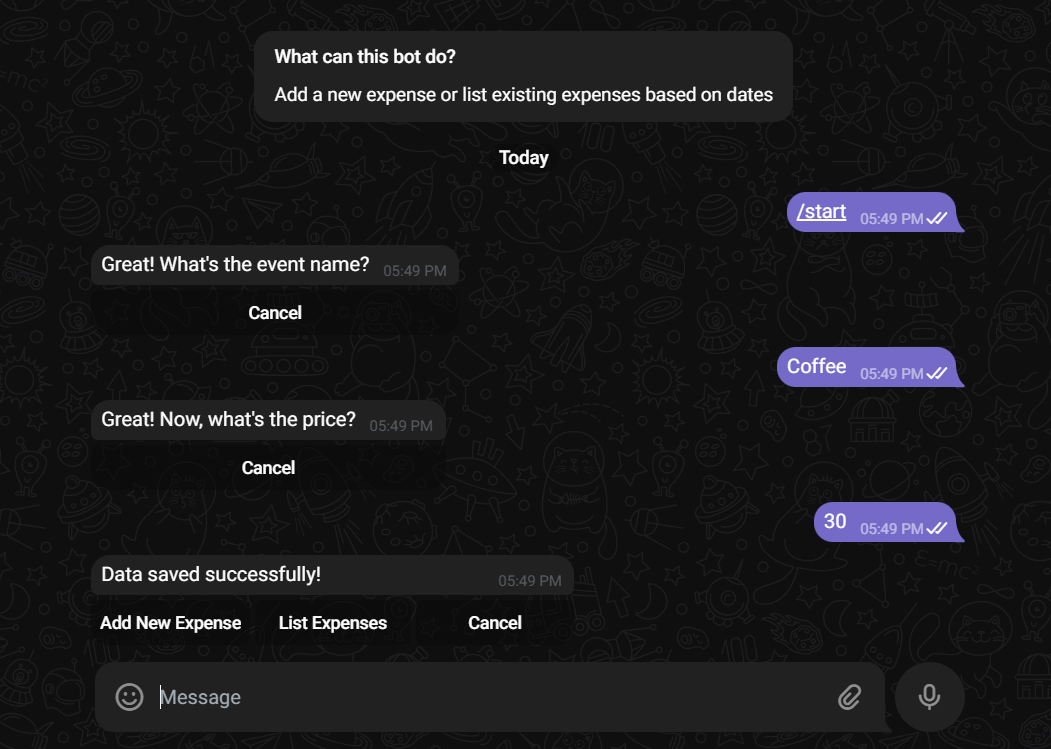 What can this bot do?
Add a new expense or list existing expenses based on dates
Today
/start 05:49 PM
Great! What's the event name? 05:49 PM
Cancel
Coffee 05:49 PM
Great! Now, what's the price? 05:49 PM
Cancel
30 05:49 PM
Data saved successfully! 05:49 PM
Add New Expense List Expenses Cancel
Message